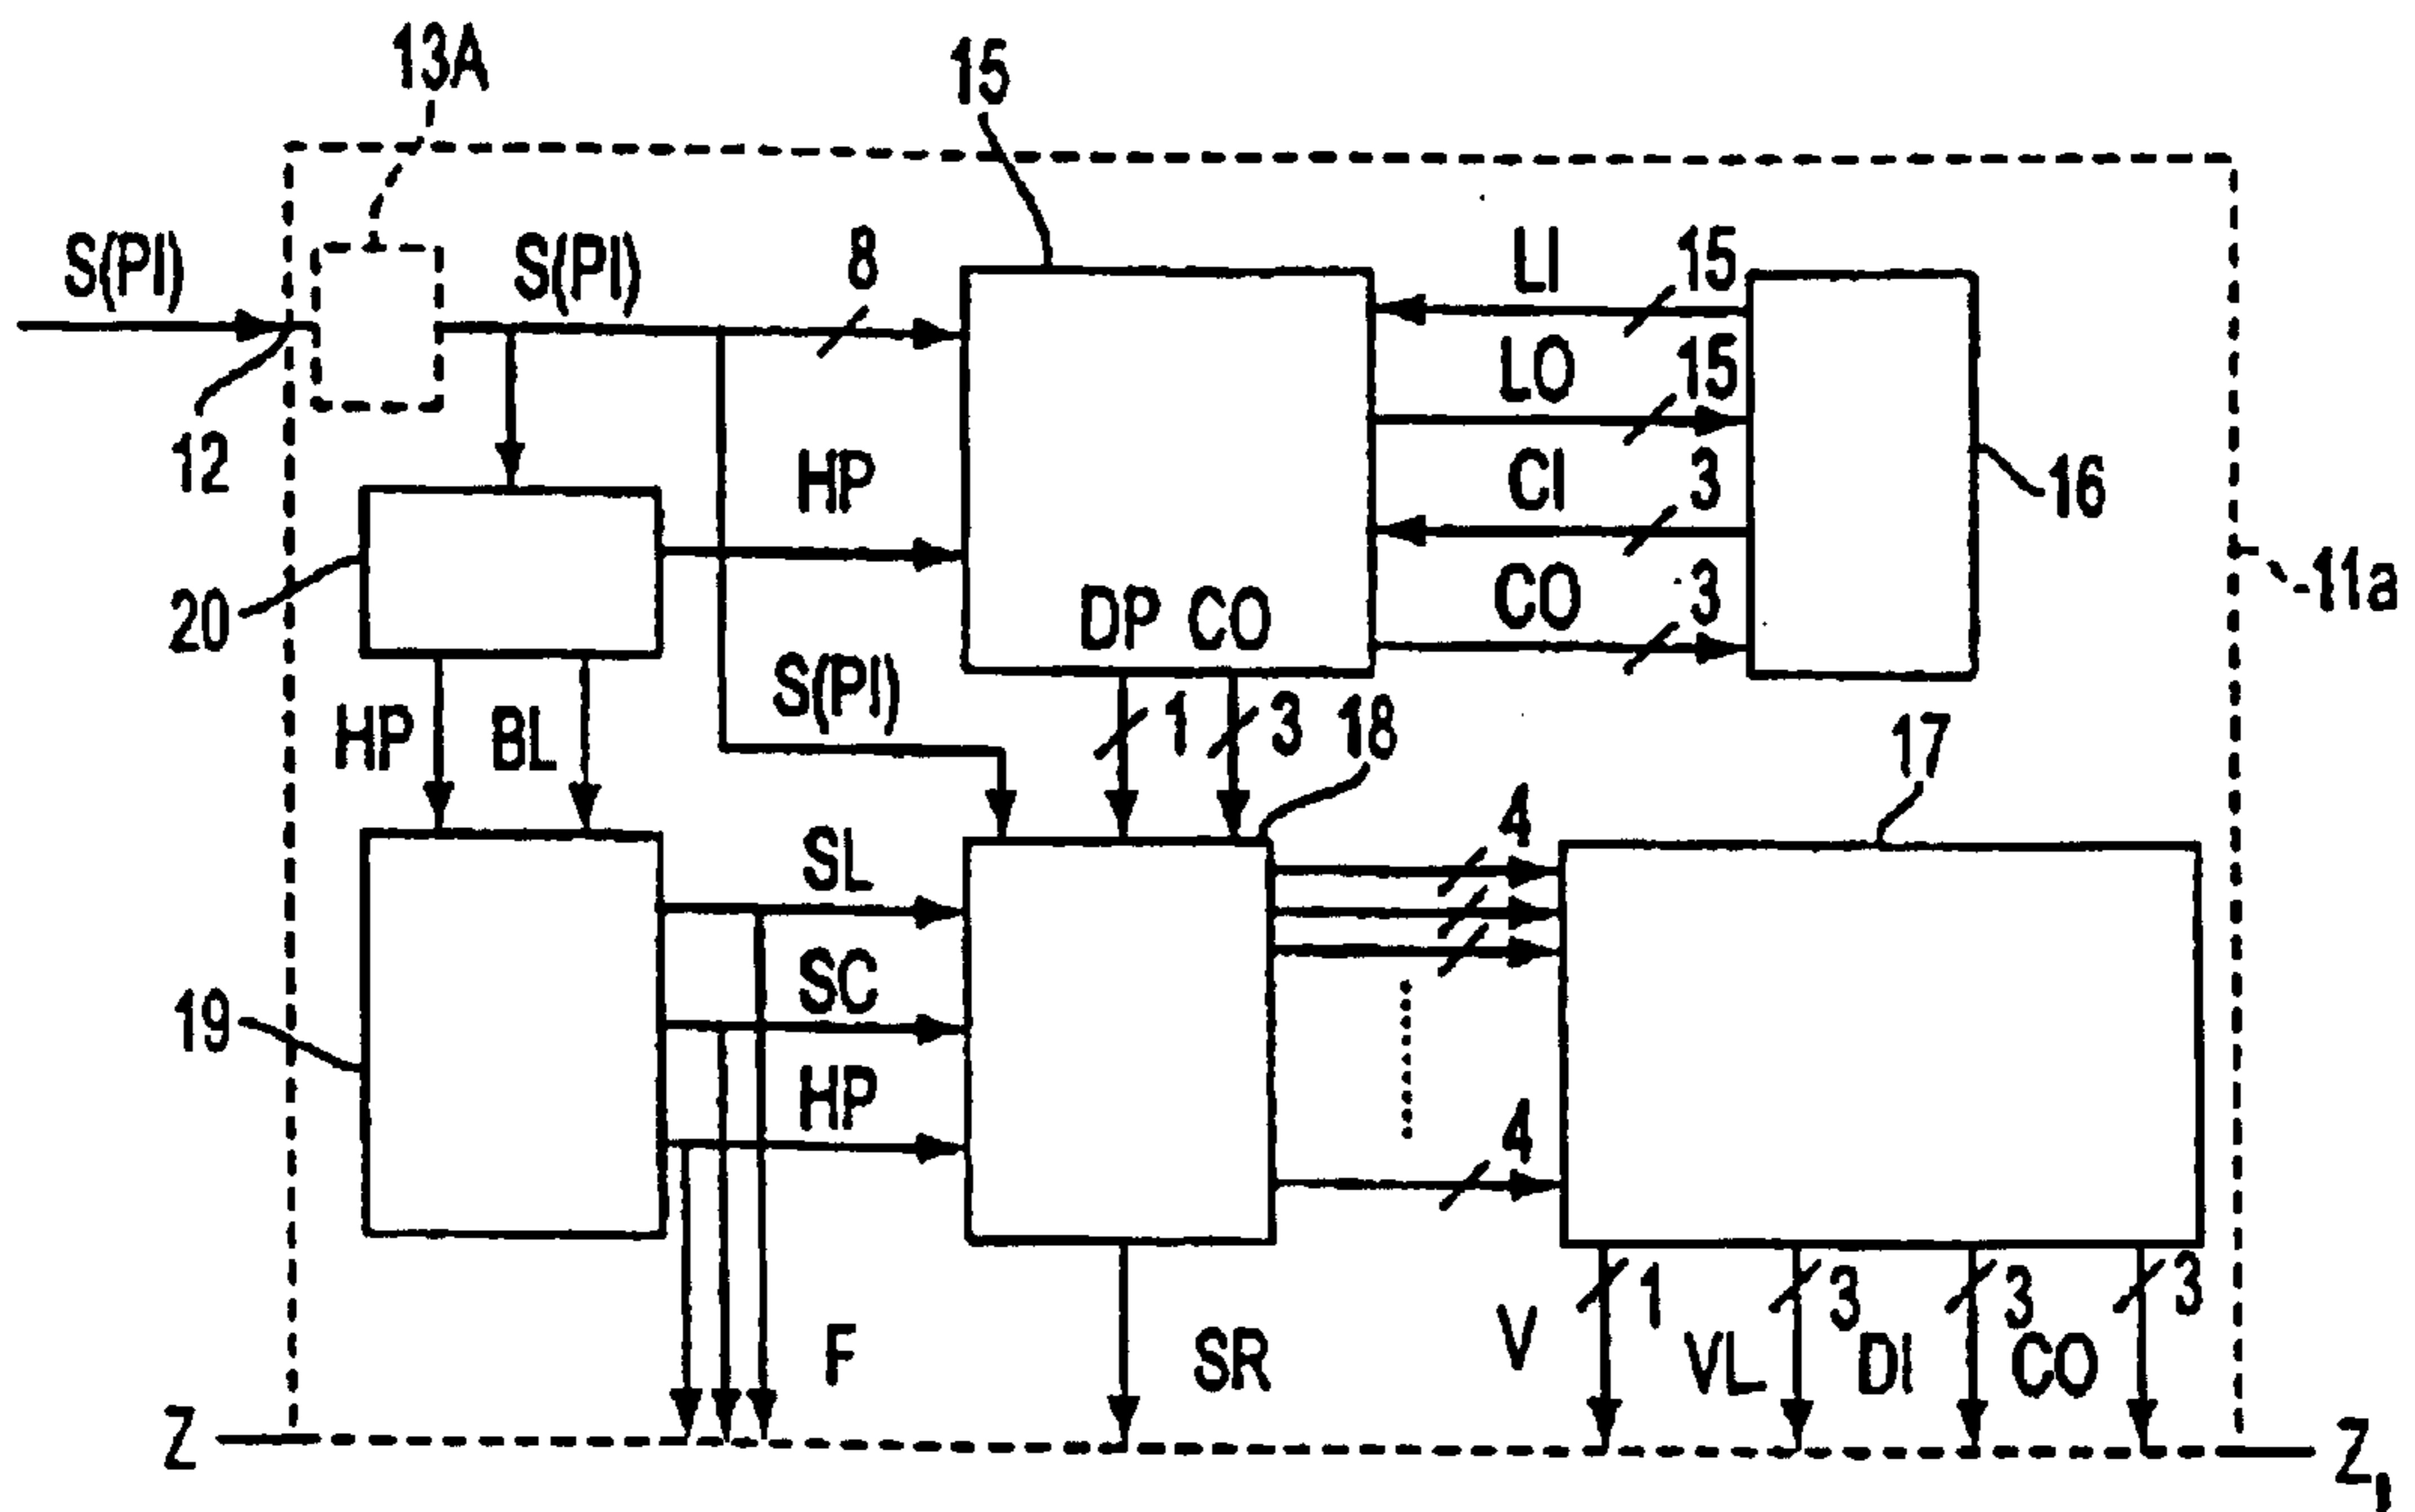 13A
15
S(PI)
S(PI)
8
LI
15
LO
15
12
HP
CI
3
16
20
DP CO
CO
3
11a
S(PI)
HP
BL
1
3
18
17
SL
4
SC
19
HP
4
F
SR
V
1
VL
3
DI
3
CO
3
Z
Z1